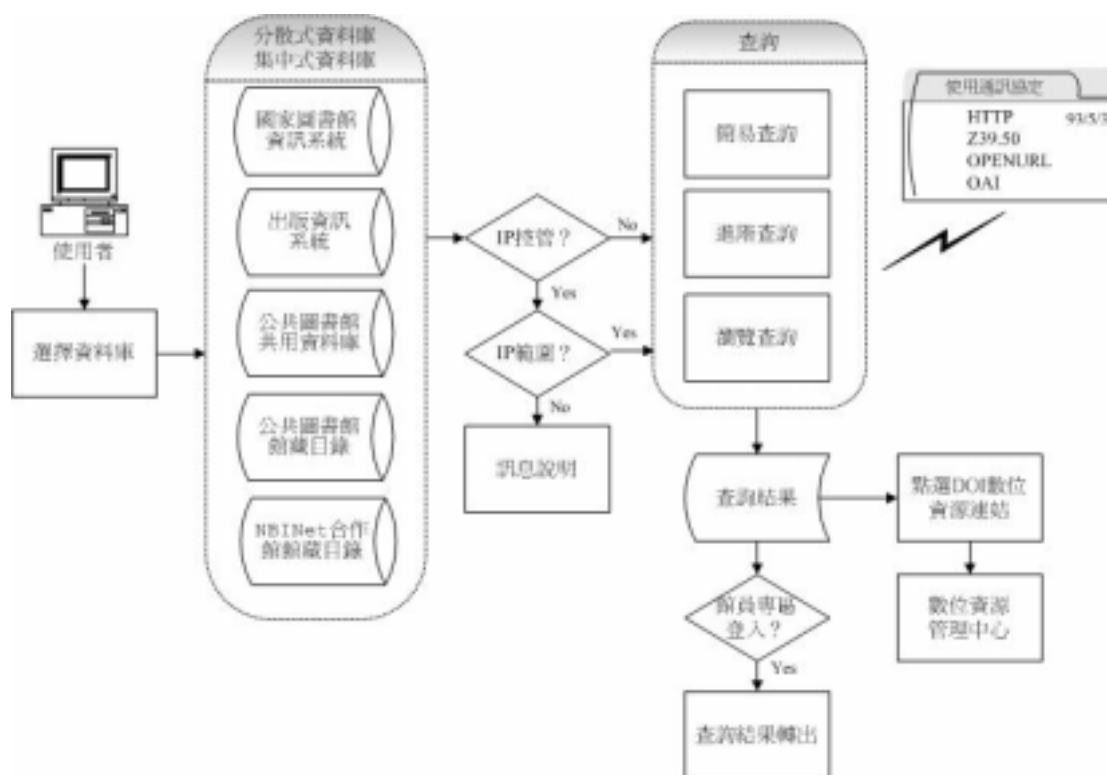 分散式資料庫
集中式資料庫
國家圖書館
資訊系統
出版資訊
系統
公共圖書館
共用資料庫
公共圖書館
館藏目錄
NBINet合作
館館藏目錄
使用者
選擇資料庫
IP控管？
No
Yes
IP範圍？
Yes
No
訊息說明
查詢
簡易查詢
進階查詢
瀏覽查詢
使用通訊協定
HTTP
93/5/3
Z39.50
OPENURL
OAI
查詢結果
點選DOI數位
資源連結
數位資源
管理中心
館員專區
登入？
Yes
查詢結果轉出